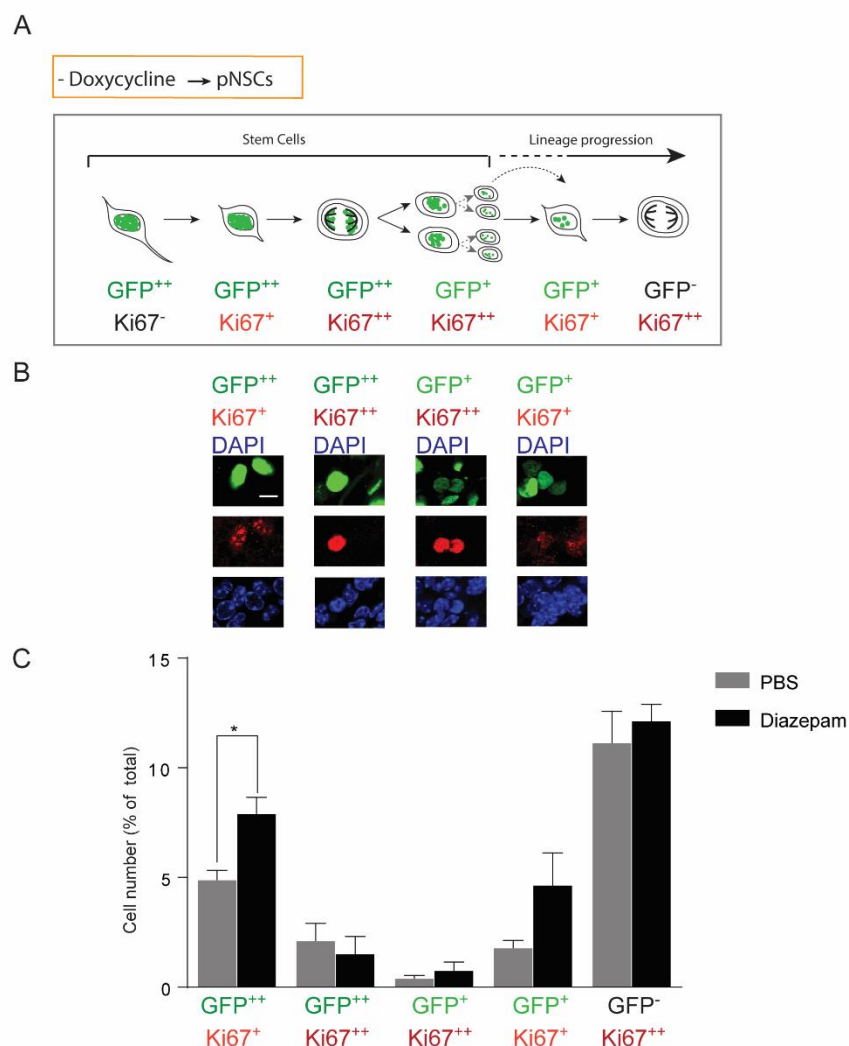 A
- Doxycycline → pNSCs
Stem Cells Lineage progression
GFP++ GFP++ GFP++ GFP+ GFP+ GFP-
Ki67- Ki67+ Ki67++ Ki67++ Ki67+ Ki67++
B
GFP++ GFP++ GFP+ GFP+
Ki67+ Ki67++ Ki67++ Ki67+
DAPI DAPI DAPI DAPI
C
Cell number (% of total)
15
10
5
0
*
PBS
Diazepam
GFP++ GFP++ GFP+ GFP+ GFP-
Ki67+ Ki67++ Ki67++ Ki67+ Ki67++